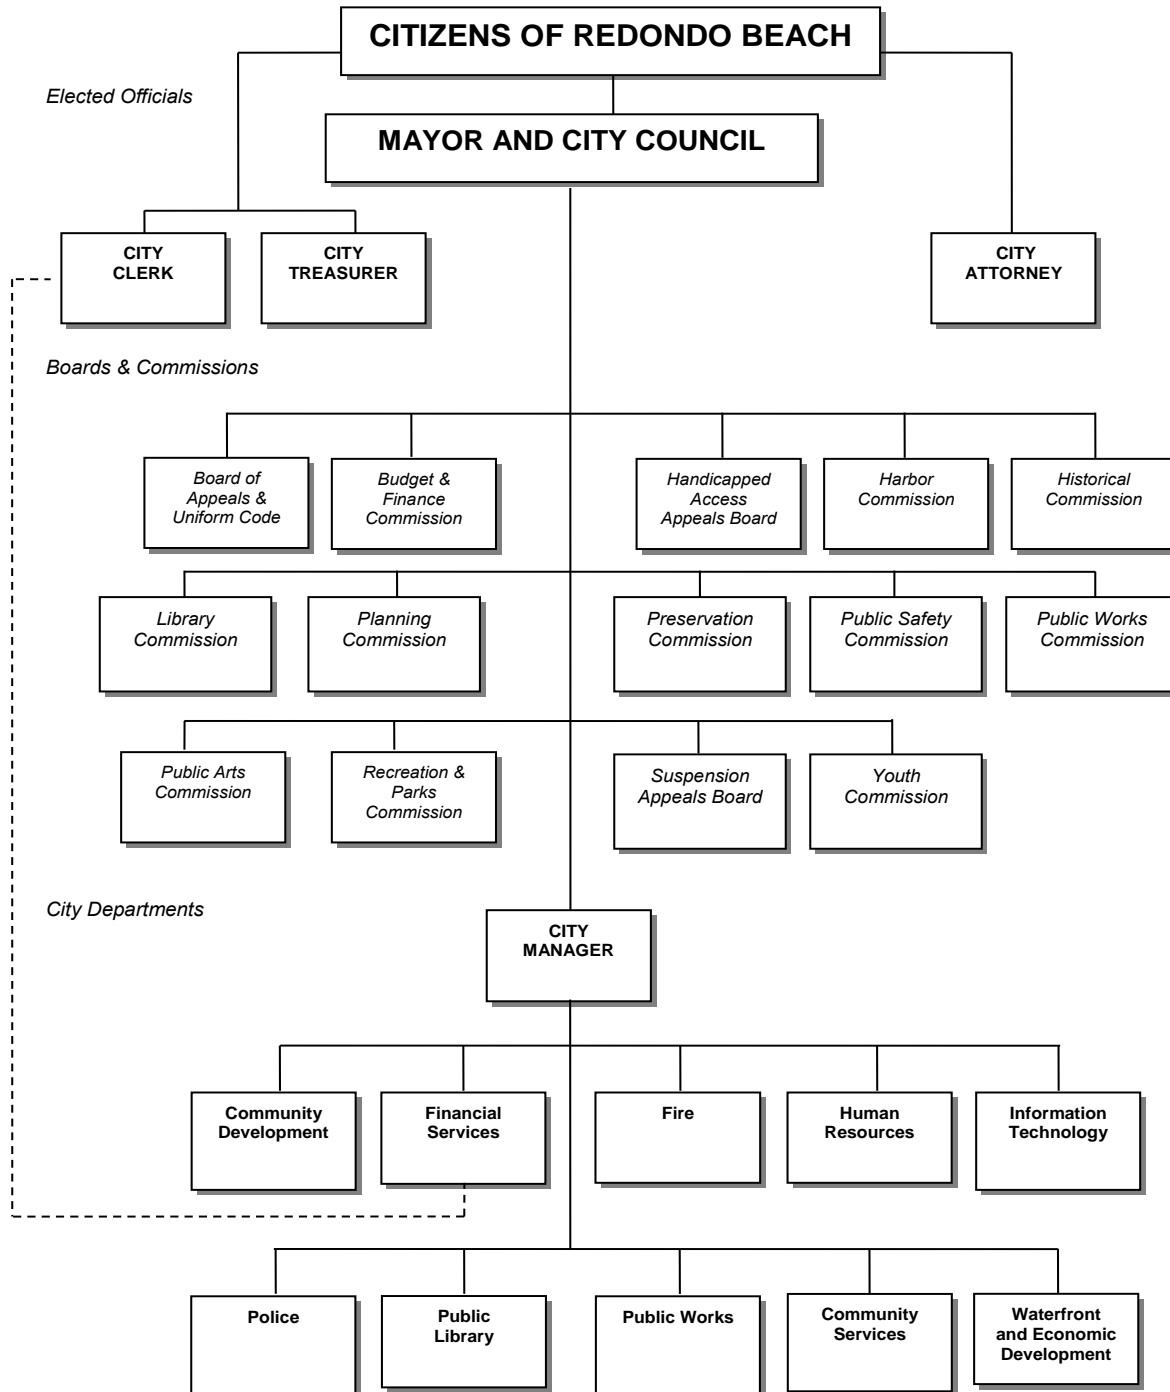 CITIZENS OF REDONDO BEACH
Elected Officials
MAYOR AND CITY COUNCIL
CITY
CLERK
CITY
TREASURER
CITY
ATTORNEY
Boards & Commissions
Board of
Appeals &
Uniform Code
Budget &
Finance
Commission
Handicapped
Access
Appeals Board
Harbor
Commission
Historical
Commission
Library
Commission
Planning
Commission
Preservation
Commission
Public Safety
Commission
Public Works
Commission
Public Arts
Commission
Recreation &
Parks
Commission
Suspension
Appeals Board
Youth
Commission
City Departments
CITY
MANAGER
Community
Development
Financial
Services
Fire
Human
Resources
Information
Technology
Police
Public
Library
Public Works
Community
Services
Waterfront
and Economic
Development